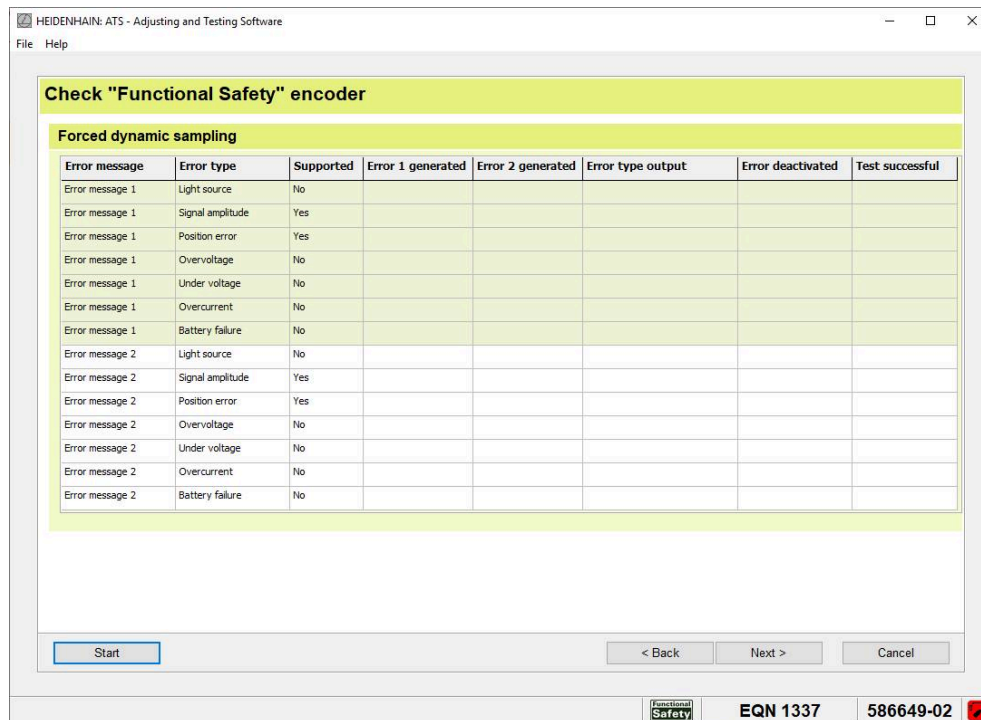 HEIDENHAIN: ATS - Adjusting and Testing Software
File Help
Check "Functional Safety" encoder
Forced dynamic sampling
Error message Error type Supported Error 1 generated Error 2 generated Error type output Error deactivated Test successful
Error message 1 Light source No
Error message 1 Signal amplitude Yes
Error message 1 Position error Yes
Error message 1 Overvoltage No
Error message 1 Under voltage No
Error message 1 Overcurrent No
Error message 1 Battery failure No
Error message 2 Light source No
Error message 2 Signal amplitude Yes
Error message 2 Position error Yes
Error message 2 Overvoltage No
Error message 2 Under voltage No
Error message 2 Overcurrent No
Error message 2 Battery failure No
Start < Back Next > Cancel
Functional
Safety EQN 1337 586649-02